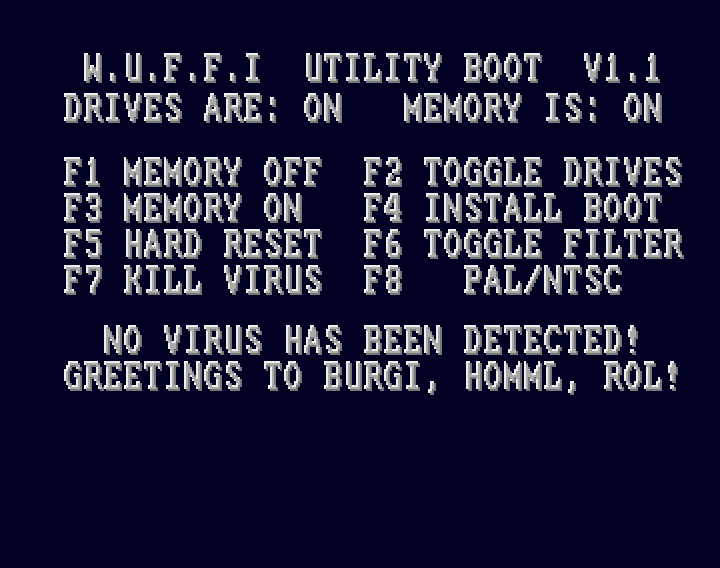 W.U.F.F.I UTILITY BOOT V1.1
DRIVES ARE: ON MEMORY IS: ON
F1 MEMORY OFF F2 TOGGLE DRIVES
F3 MEMORY ON F4 INSTALL BOOT
F5 HARD RESET F6 TOGGLE FILTER
F7 KILL VIRUS F8 PAL/NTSC
NO VIRUS HAS BEEN DETECTED!
GREETINGS TO BURGI, HOMML, ROL!